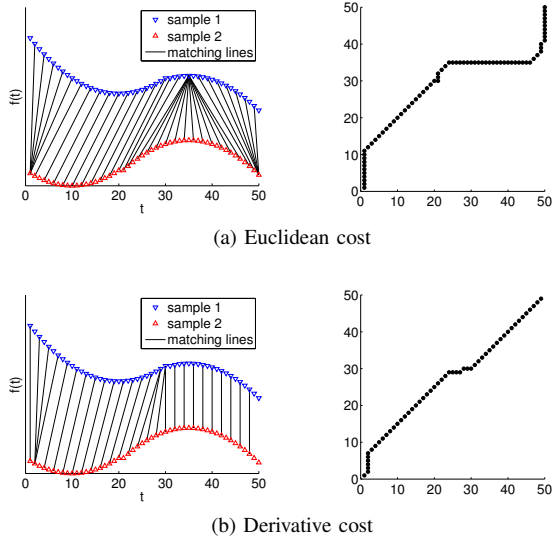 sample 1
sample 2
matching lines
f(t)
0 10 20 30 40 50
t
50
40
30
20
10
0
0 10 20 30 40 50
(a) Euclidean cost
sample 1
sample 2
matching lines
f(t)
0 10 20 30 40 50
t
50
40
30
20
10
0
0 10 20 30 40 50
(b) Derivative cost